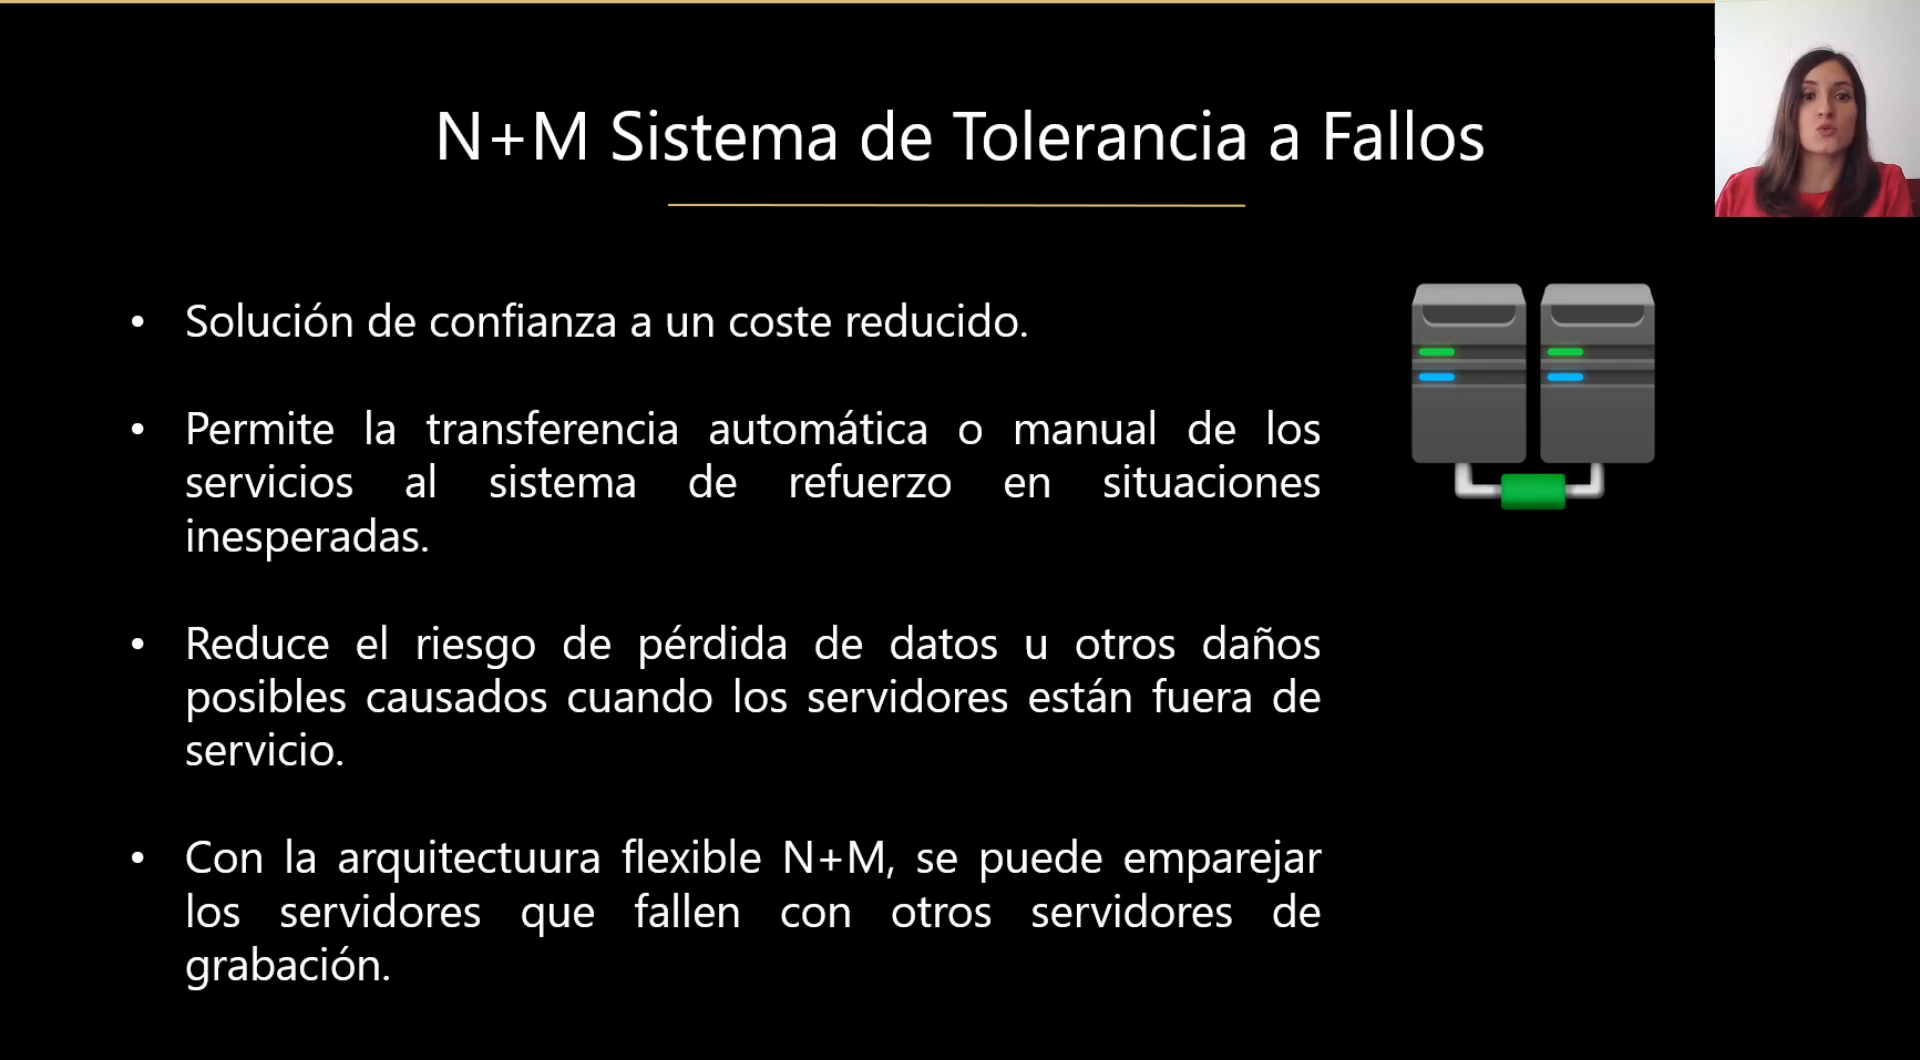 N+M Sistema de Tolerancia a Fallos
• Solución de confianza a un coste reducido.
• Permite la transferencia automática o manual de los
servicios al sistema de refuerzo en situaciones
inesperadas.
• Reduce el riesgo de pérdida de datos u otros daños
posibles causados cuando los servidores están fuera de
servicio.
• Con la arquitectuura flexible N+M, se puede emparejar
los servidores que fallen con otros servidores de
grabación.